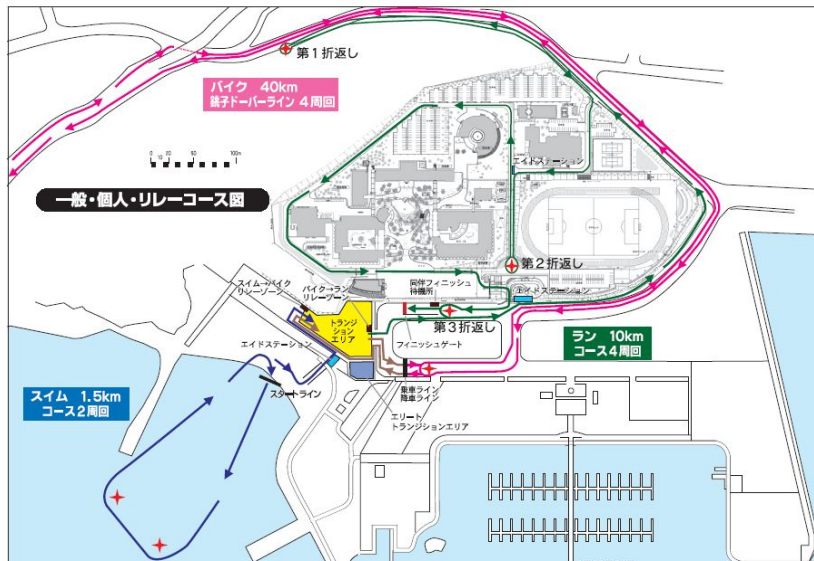 第1折返し
バイク 40km
銚子ドーバーライン 4周回
0 20 60 100m
10
エイドステーション
一般・個人・リレーコース図
第2折返し
スイム→バイク
リレーゾーン
バイク→ラン
リレーゾーン
同伴フィニッシュ
待機所
エイドステーション
トランジ
ション
エリア
第3折返し
エイドステーション
フィニッシュゲート
ラン 10km
コース4周回
スイム 1.5km
コース2周回
スタートライン
乗車ライン
降車ライン
エリート
トランジションエリア